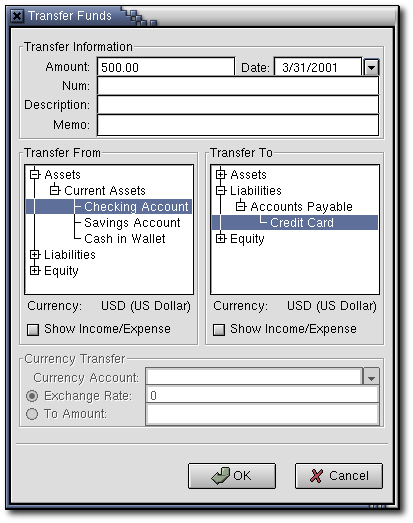 Transfer Funds
Transfer Information
Amount: 500.00 Date: 3/31/2001
Num:
Description:
Memo:
Transfer From
Assets
Current Assets
Checking Account
Savings Account
Cash in Wallet
Liabilities
Equity
Currency: USD (US Dollar)
Show Income/Expense
Transfer To
Assets
Liabilities
Accounts Payable
Credit Card
Equity
Currency: USD (US Dollar)
Show Income/Expense
Currency Transfer
Currency Account:
Exchange Rate: 0
To Amount:
OK Cancel